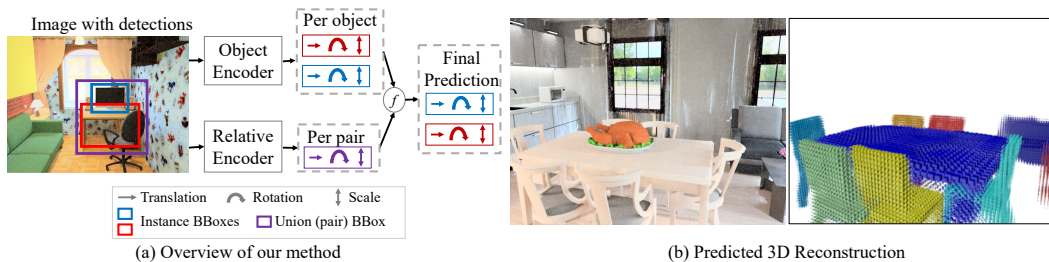 Image with detections
Object
Encoder
Relative
Encoder
Per object
Per pair
f
Final
Prediction
Translation
Rotation
Scale
Instance BBoxes
Union (pair) BBox
(a) Overview of our method
(b) Predicted 3D Reconstruction